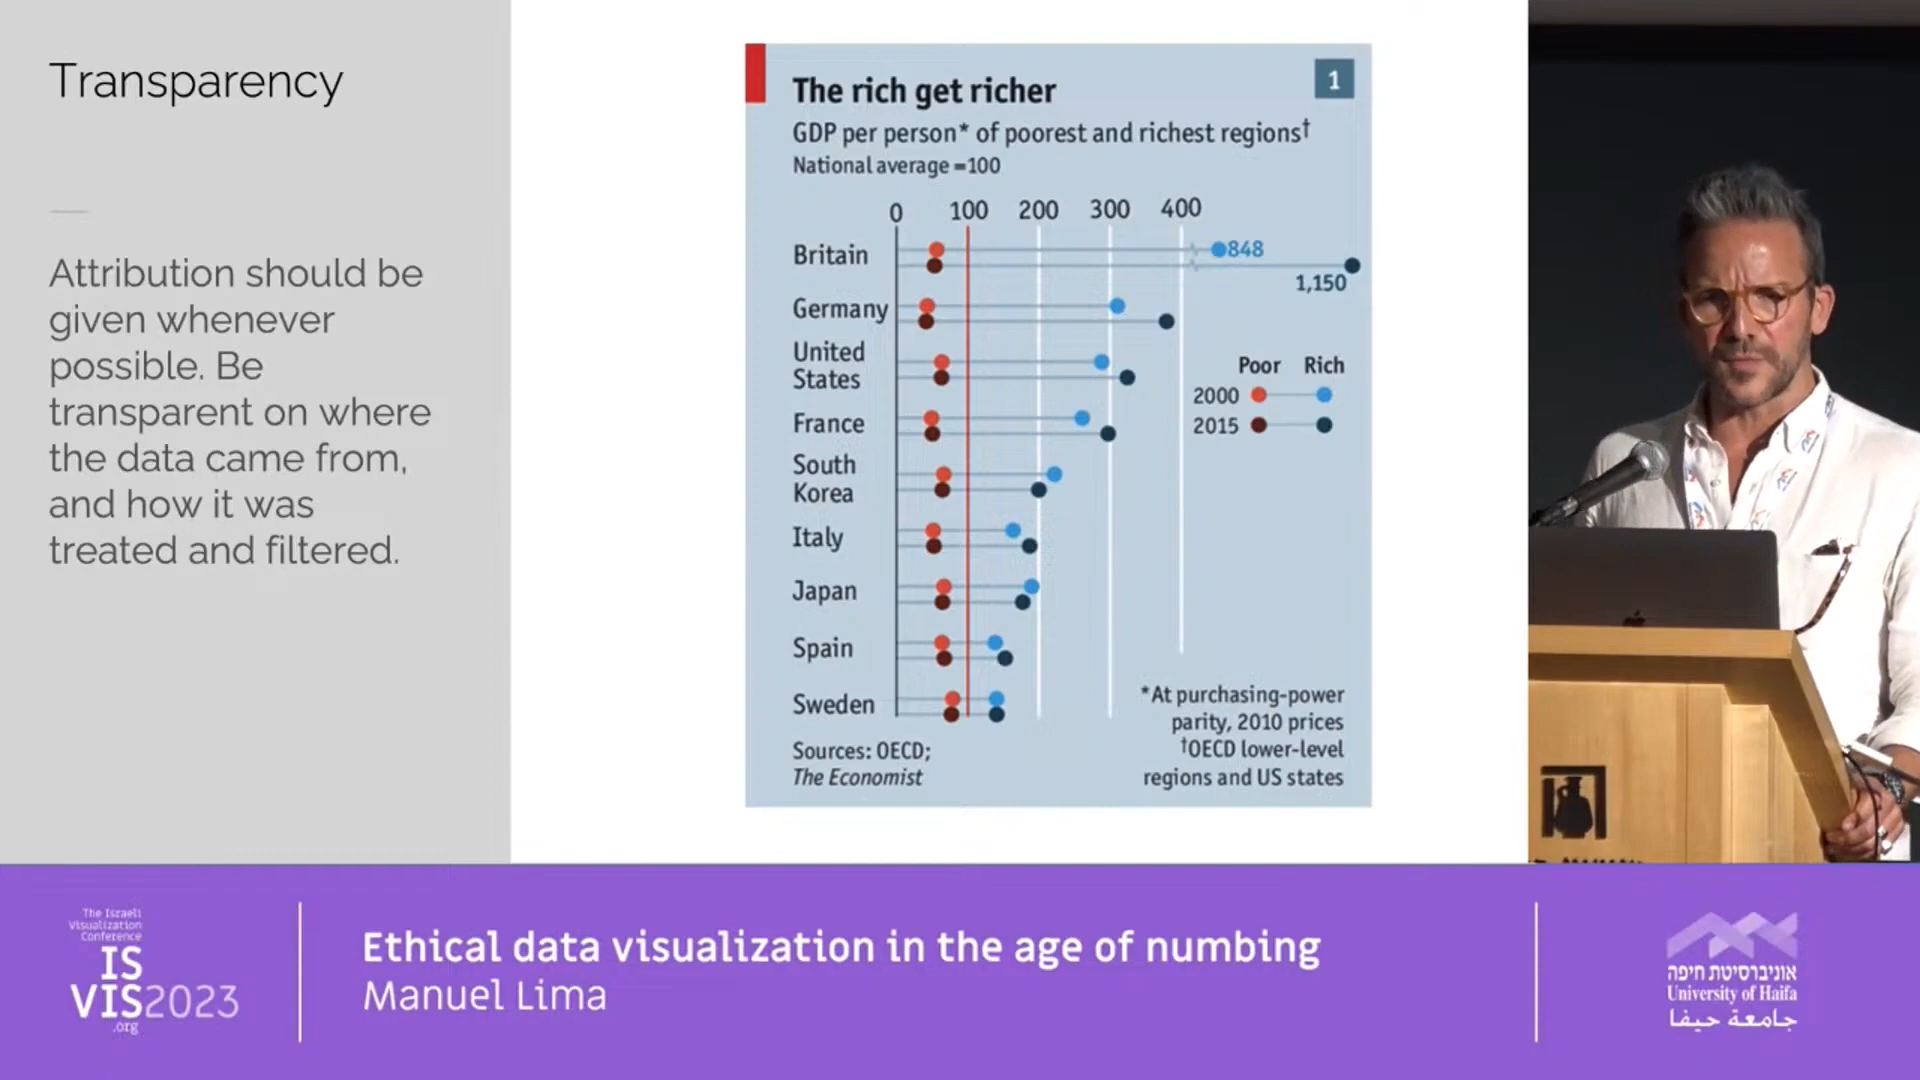 Transparency
Attribution should be
given whenever
possible. Be
transparent on where
the data came from,
and how it was
treated and filtered.
The rich get richer
1
GDP per person* of poorest and richest regions†
National average =100
0 100 200 300 400
Britain
848
1,150
Germany
United
States
Poor Rich
2000
2015
France
South
Korea
Italy
Japan
Spain
Sweden
*At purchasing-power
parity, 2010 prices
†OECD lower-level
regions and US states
Sources: OECD;
The Economist
The Israeli
Visualization
Conference
IS
VIS2023
.org
Ethical data visualization in the age of numbing
Manuel Lima
אוניברסיטת חיפה
University of Haifa
جامعة حيفا